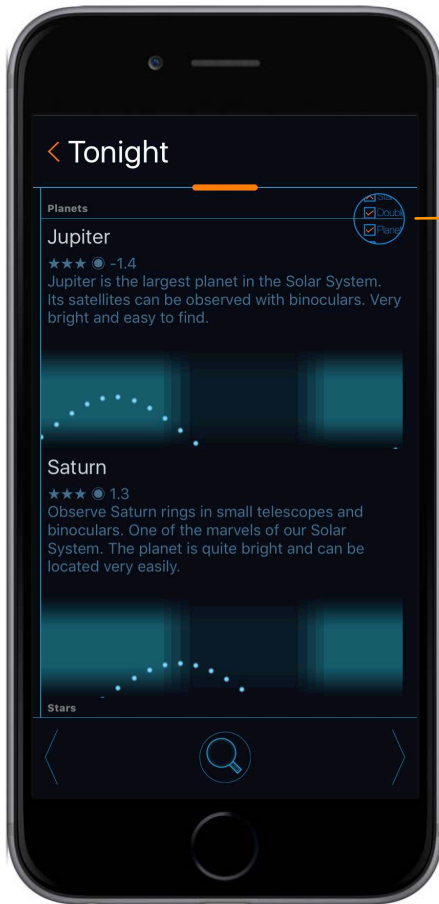 Tonight
Planets
Jupiter
★★★ -1.4
Jupiter is the largest planet in the Solar System.
Its satellites can be observed with binoculars. Very
bright and easy to find.
Saturn
★★★ 1.3
Observe Saturn rings in small telescopes and
binoculars. One of the marvels of our Solar
System. The planet is quite bright and can be
located very easily.
Stars